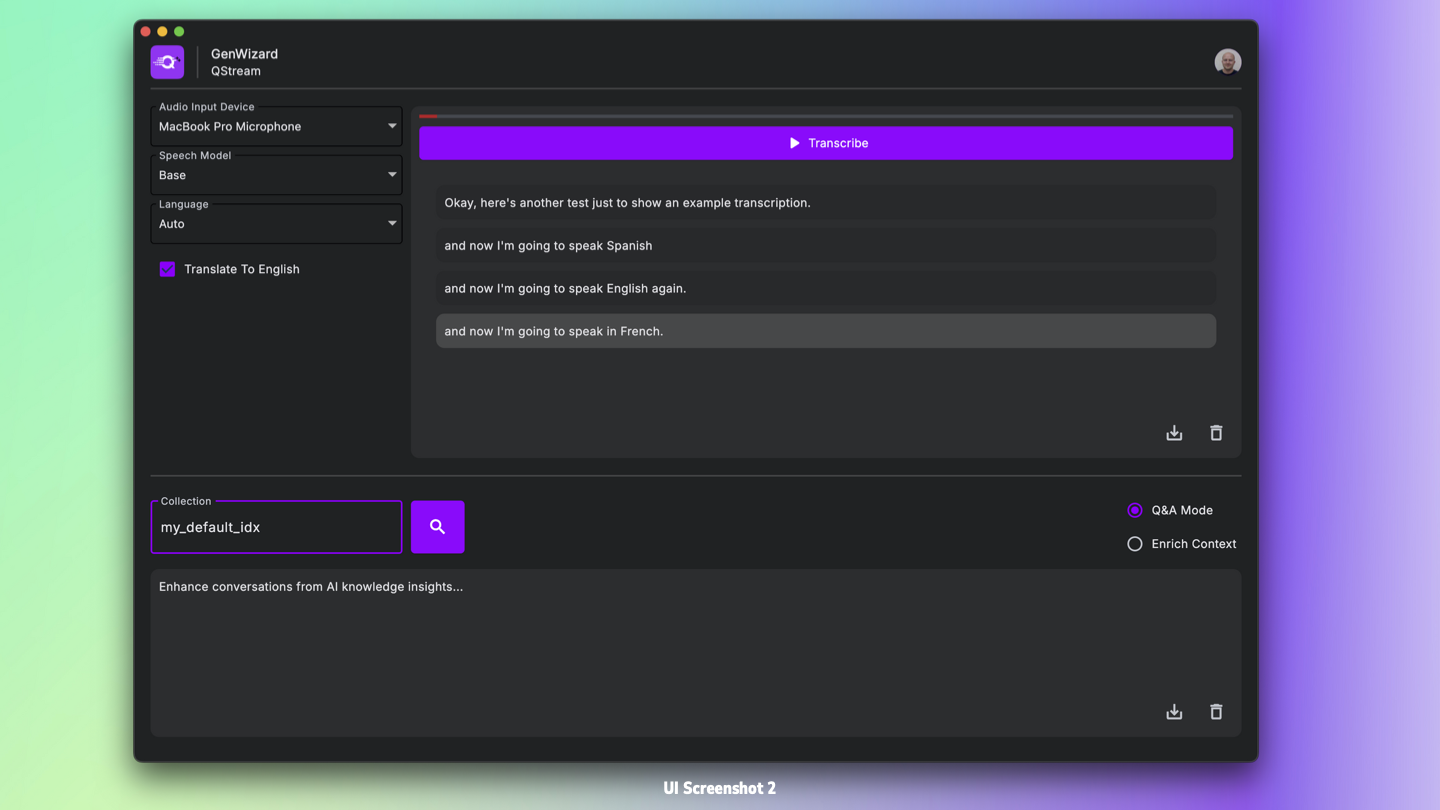 GenWizard
QStream
Audio Input Device
MacBook Pro Microphone
Speech Model
Base
Language
Auto
Translate To English
Transcribe
Okay, here's another test just to show an example transcription.
and now I'm going to speak Spanish
and now I'm going to speak English again.
and now I'm going to speak in French.
Collection
my_default_idx
Q&A Mode
Enrich Context
Enhance conversations from AI knowledge insights...
UI Screenshot 2